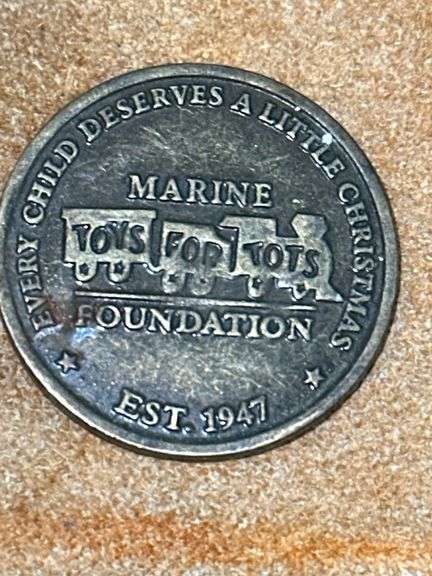 EVERY CHILD DESERVES A LITTLE CHRISTMAS
MARINE
TOYS FOR TOTS
FOUNDATION
EST. 1947